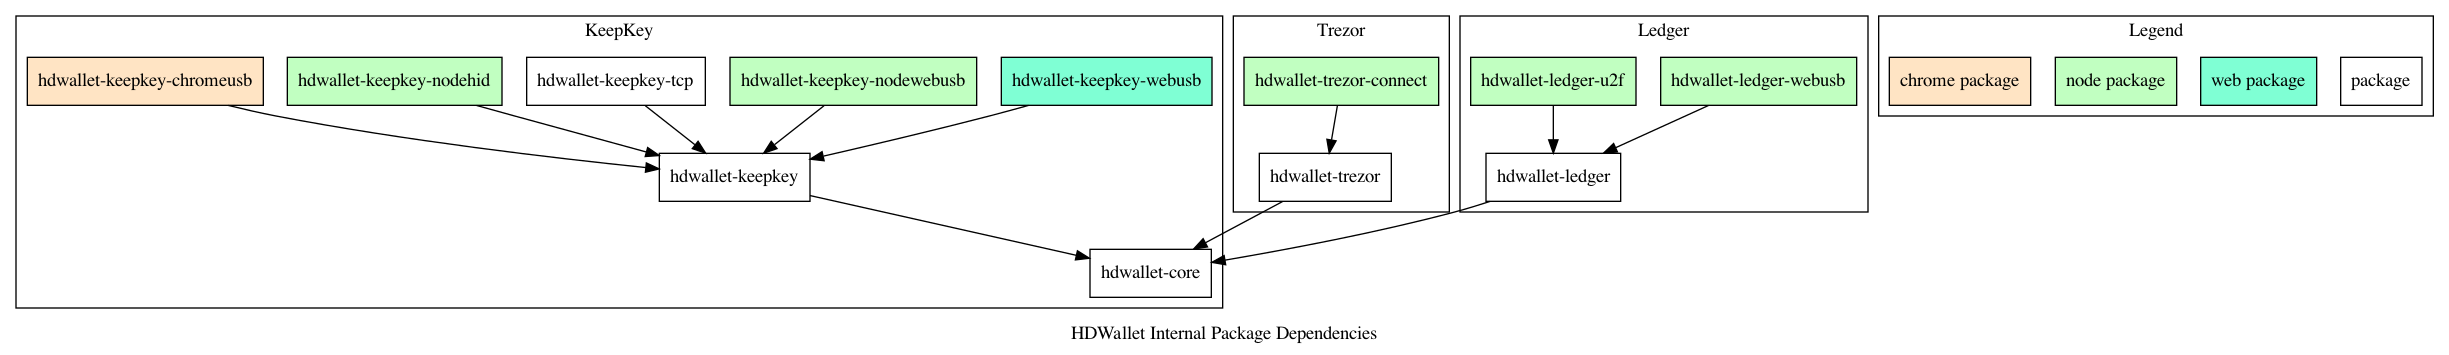 KeepKey
hdwallet-keepkey-chromeusb
hdwallet-keepkey-nodehid
hdwallet-keepkey-tcp
hdwallet-keepkey-nodewebusb
hdwallet-keepkey-webusb
hdwallet-keepkey
hdwallet-core
Trezor
hdwallet-trezor-connect
hdwallet-trezor
Ledger
hdwallet-ledger-u2f
hdwallet-ledger-webusb
hdwallet-ledger
Legend
chrome package
node package
web package
package
HDWallet Internal Package Dependencies